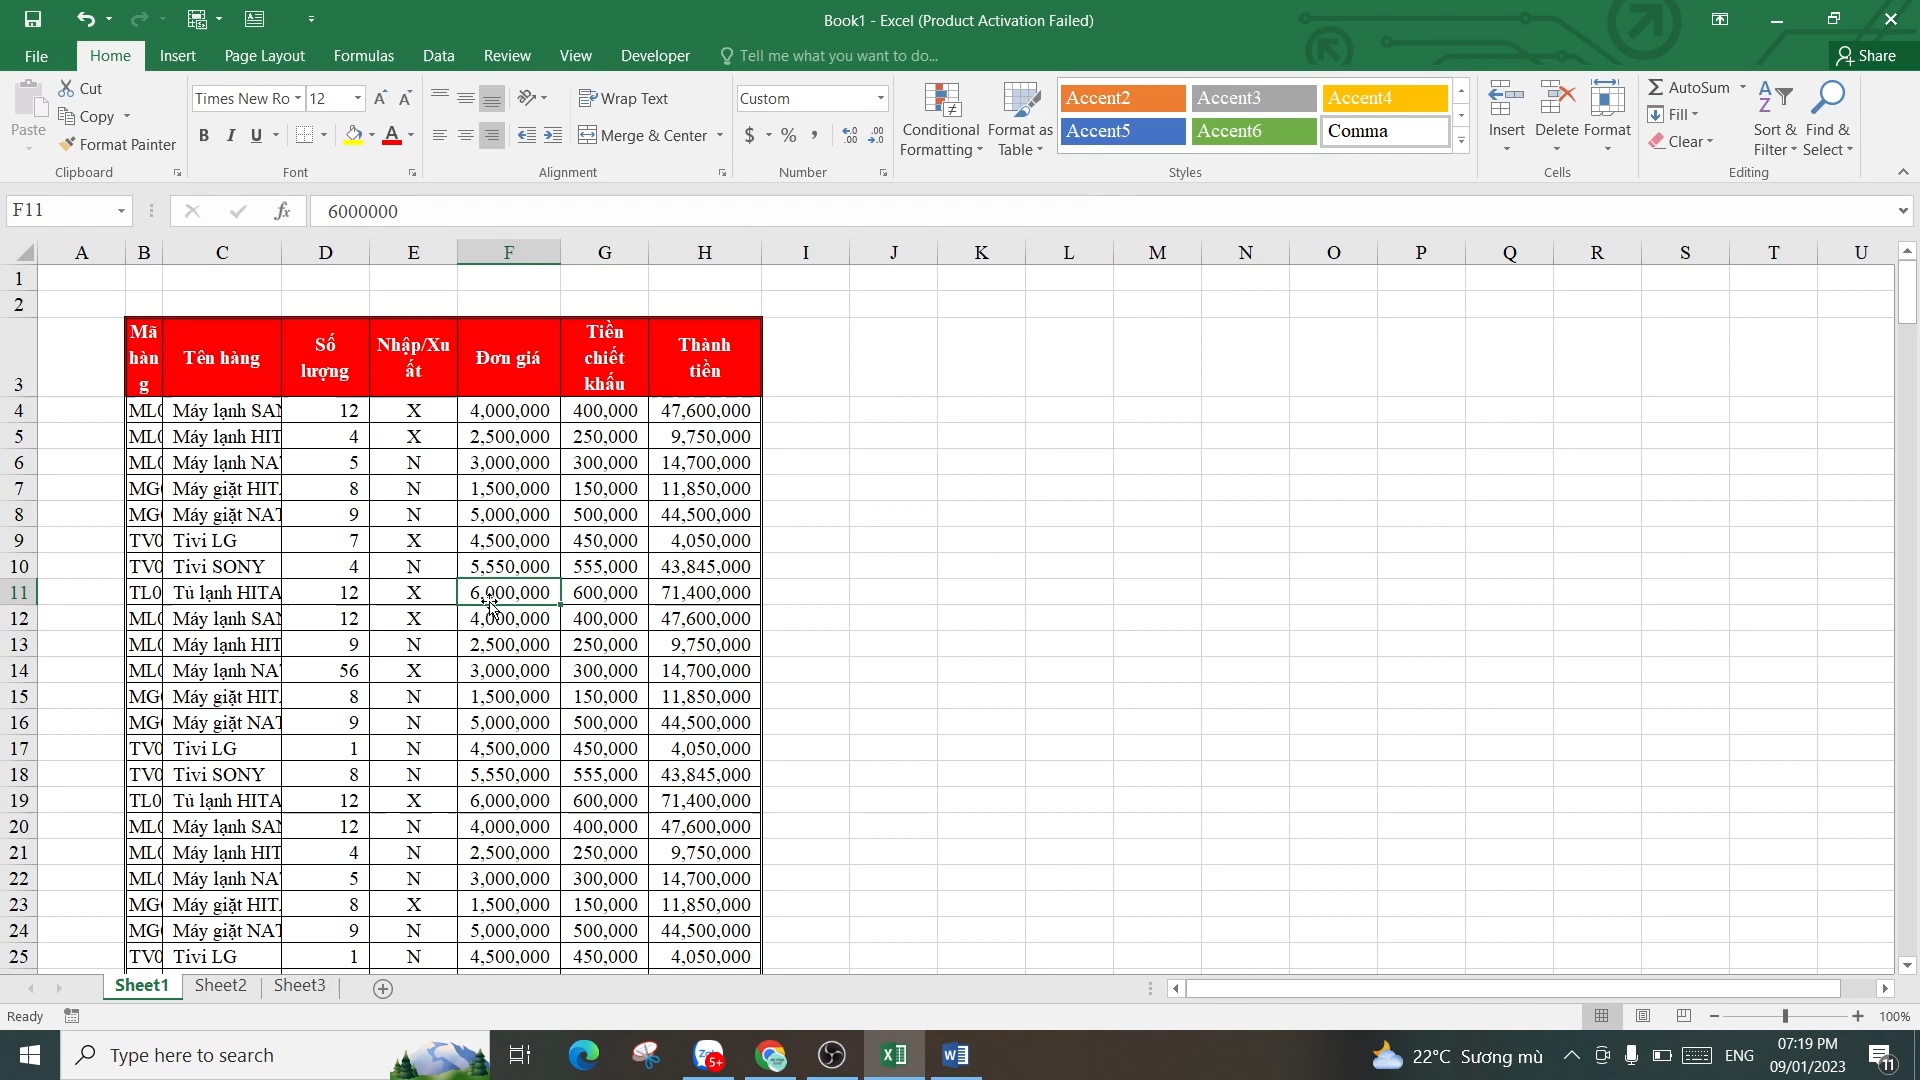 Book1 - Excel (Product Activation Failed)
File Home Insert Page Layout Formulas Data Review View Developer Tell me what you want to do... Share
Paste Cut Copy Format Painter Clipboard
Times New Ro 12 B I U Font
Wrap Text Merge & Center Alignment
Custom $ % , Number
Conditional Formatting Format as Table
Accent2 Accent3 Accent4
Accent5 Accent6 Comma
Styles
Insert Delete Format Cells
AutoSum Fill Clear Sort & Filter Find & Select Editing
F11 fx 6000000
A B C D E F G H I J K L M N O P Q R S T U
1
2
3 Mã hàng Tên hàng Số lượng Nhập/Xuất Đơn giá Tiền chiết khấu Thành tiền
4 ML0 Máy lạnh SAN 12 X 4,000,000 400,000 47,600,000
5 ML0 Máy lạnh HIT 4 X 2,500,000 250,000 9,750,000
6 ML0 Máy lạnh NA 5 N 3,000,000 300,000 14,700,000
7 MG Máy giặt HIT 8 N 1,500,000 150,000 11,850,000
8 MG Máy giặt NAT 9 N 5,000,000 500,000 44,500,000
9 TV0 Tivi LG 7 X 4,500,000 450,000 4,050,000
10 TV0 Tivi SONY 4 N 5,550,000 555,000 43,845,000
11 TL0 Tủ lạnh HITA 12 X 6,000,000 600,000 71,400,000
12 ML0 Máy lạnh SAN 12 X 4,000,000 400,000 47,600,000
13 ML0 Máy lạnh HIT 9 N 2,500,000 250,000 9,750,000
14 ML0 Máy lạnh NA 56 X 3,000,000 300,000 14,700,000
15 MG Máy giặt HIT 8 N 1,500,000 150,000 11,850,000
16 MG Máy giặt NAT 9 N 5,000,000 500,000 44,500,000
17 TV0 Tivi LG 1 N 4,500,000 450,000 4,050,000
18 TV0 Tivi SONY 8 N 5,550,000 555,000 43,845,000
19 TL0 Tủ lạnh HITA 12 X 6,000,000 600,000 71,400,000
20 ML0 Máy lạnh SAN 12 N 4,000,000 400,000 47,600,000
21 ML0 Máy lạnh HIT 4 N 2,500,000 250,000 9,750,000
22 ML0 Máy lạnh NA 5 N 3,000,000 300,000 14,700,000
23 MG Máy giặt HIT 8 X 1,500,000 150,000 11,850,000
24 MG Máy giặt NAT 9 N 5,000,000 500,000 44,500,000
25 TV0 Tivi LG 1 N 4,500,000 450,000 4,050,000
Sheet1 Sheet2 Sheet3
Ready 100%
Type here to search 5+ 22°C Sương mù ENG 07:19 PM
09/01/2023 11